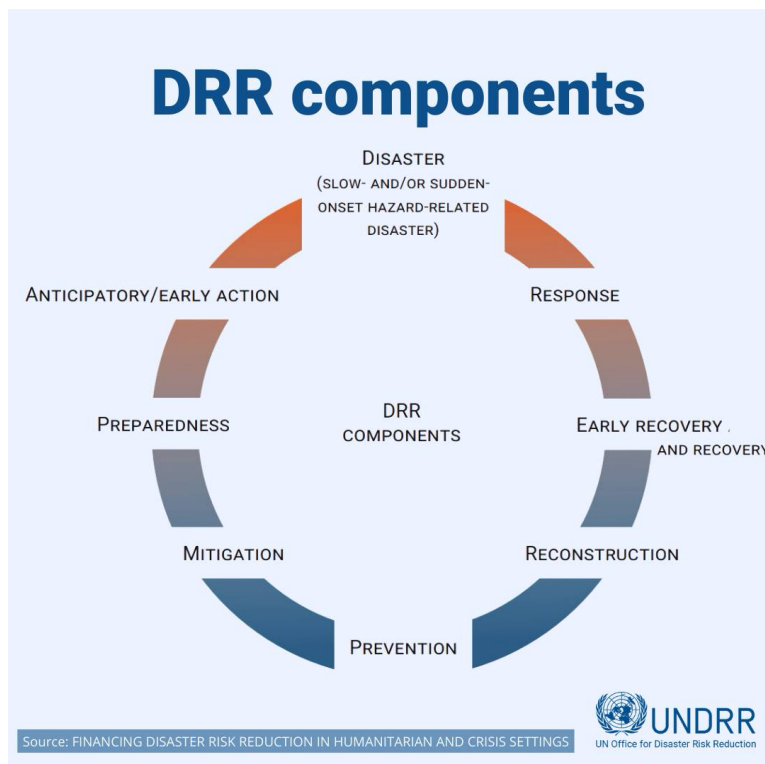 DRR components
DISASTER
(SLOW- AND/OR SUDDEN-
ONSET HAZARD-RELATED
DISASTER)
ANTICIPATORY/EARLY ACTION
RESPONSE
PREPAREDNESS
DRR
COMPONENTS
EARLY RECOVERY
AND RECOVERY
MITIGATION
RECONSTRUCTION
PREVENTION
UNDRR
UN Office for Disaster Risk Reduction
Source: FINANCING DISASTER RISK REDUCTION IN HUMANITARIAN AND CRISIS SETTINGS